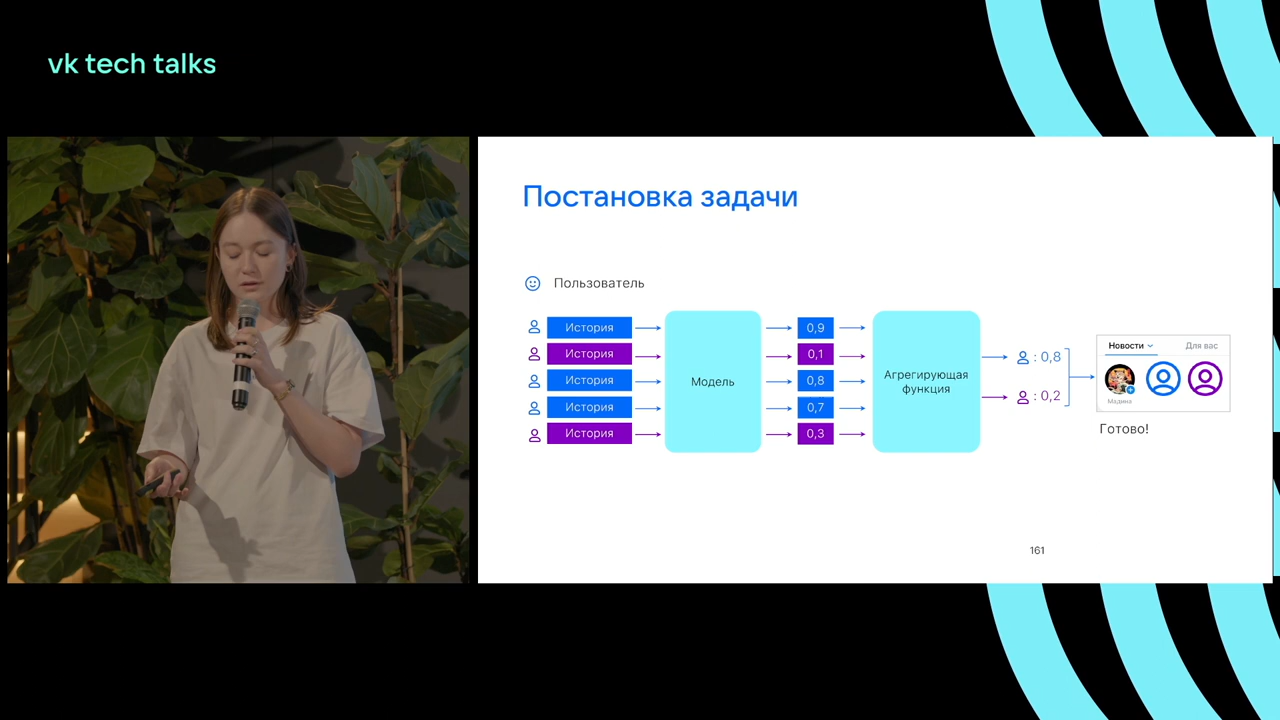 vk tech talks
Постановка задачи
Пользователь
История
История
История
История
История
Модель
0,9
0,1
0,8
0,7
0,3
Агрегирующая
функция
: 0,8
: 0,2
Новости
Для вас
Мадина
Готово!
161